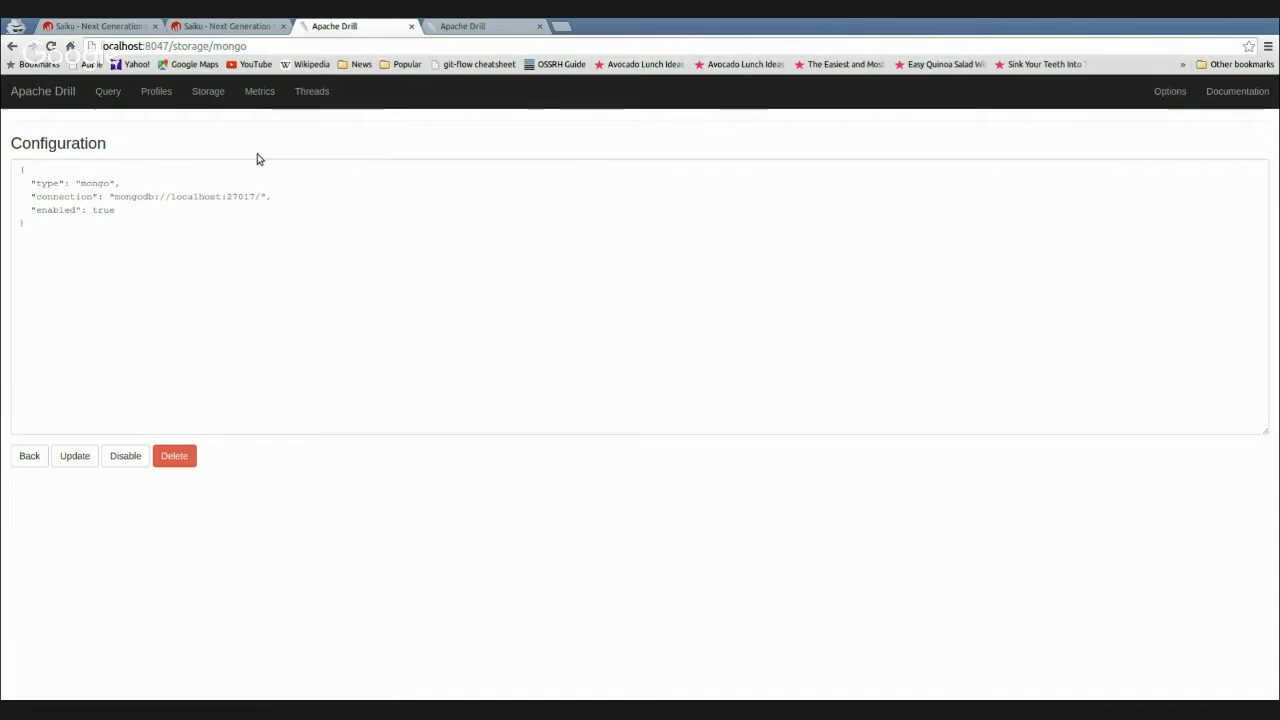 Saiku - Next Generation
Saiku - Next Generation
Apache Drill
Apache Drill
localhost:8047/storage/mongo
Google
Bookmarks
Apple
Yahoo!
Google Maps
YouTube
Wikipedia
News
Popular
git-flow cheatsheet
OSSRH Guide
Avocado Lunch Ideas
Avocado Lunch Ideas
The Easiest and Mos
Easy Quinoa Salad Wi
Sink Your Teeth Into
»
Other bookmarks
Apache Drill
Query
Profiles
Storage
Metrics
Threads
Options
Documentation
Configuration
{
"type": "mongo",
"connection": "mongodb://localhost:27017/",
"enabled": true
}
Back
Update
Disable
Delete